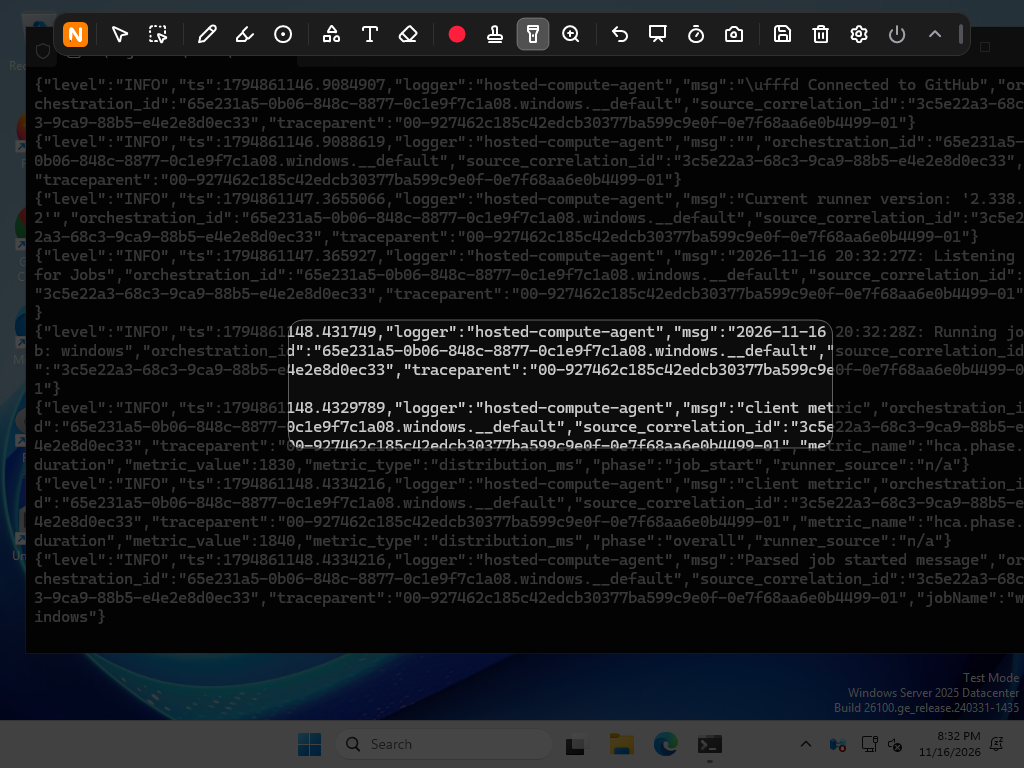 {"level":"INFO","ts":1794861146.9084907,"logger":"hosted-compute-agent","msg":"\ufffd Connected to GitHub","or
chestration_id":"65e231a5-0b06-848c-8877-0c1e9f7c1a08.windows.__default","source_correlation_id":"3c5e22a3-68c
3-9ca9-88b5-e4e2e8d0ec33","traceparent":"00-927462c185c42edcb30377ba599c9e0f-0e7f68aa6e0b4499-01"}
{"level":"INFO","ts":1794861146.9088619,"logger":"hosted-compute-agent","msg":"","orchestration_id":"65e231a5-
0b06-848c-8877-0c1e9f7c1a08.windows.__default","source_correlation_id":"3c5e22a3-68c3-9ca9-88b5-e4e2e8d0ec33",
"traceparent":"00-927462c185c42edcb30377ba599c9e0f-0e7f68aa6e0b4499-01"}
{"level":"INFO","ts":1794861147.3655066,"logger":"hosted-compute-agent","msg":"Current runner version: '2.338.
2'","orchestration_id":"65e231a5-0b06-848c-8877-0c1e9f7c1a08.windows.__default","source_correlation_id":"3c5e2
2a3-68c3-9ca9-88b5-e4e2e8d0ec33","traceparent":"00-927462c185c42edcb30377ba599c9e0f-0e7f68aa6e0b4499-01"}
{"level":"INFO","ts":1794861147.365927,"logger":"hosted-compute-agent","msg":"2026-11-16 20:32:27Z: Listening
for Jobs","orchestration_id":"65e231a5-0b06-848c-8877-0c1e9f7c1a08.windows.__default","source_correlation_id":
"3c5e22a3-68c3-9ca9-88b5-e4e2e8d0ec33","traceparent":"00-927462c185c42edcb30377ba599c9e0f-0e7f68aa6e0b4499-01"
}
{"level":"INFO","ts":1794861148.431749,"logger":"hosted-compute-agent","msg":"2026-11-16 20:32:28Z: Running jo
b: windows","orchestration_id":"65e231a5-0b06-848c-8877-0c1e9f7c1a08.windows.__default","source_correlation_id
":"3c5e22a3-68c3-9ca9-88b5-e4e2e8d0ec33","traceparent":"00-927462c185c42edcb30377ba599c9e0f-0e7f68aa6e0b4499-0
1"}
{"level":"INFO","ts":1794861148.4329789,"logger":"hosted-compute-agent","msg":"client metric","orchestration_i
d":"65e231a5-0b06-848c-8877-0c1e9f7c1a08.windows.__default","source_correlation_id":"3c5e22a3-68c3-9ca9-88b5-e
4e2e8d0ec33","traceparent":"00-927462c185c42edcb30377ba599c9e0f-0e7f68aa6e0b4499-01","metric_name":"hca.phase.
duration","metric_value":1830,"metric_type":"distribution_ms","phase":"job_start","runner_source":"n/a"}
{"level":"INFO","ts":1794861148.4334216,"logger":"hosted-compute-agent","msg":"client metric","orchestration_i
d":"65e231a5-0b06-848c-8877-0c1e9f7c1a08.windows.__default","source_correlation_id":"3c5e22a3-68c3-9ca9-88b5-e
4e2e8d0ec33","traceparent":"00-927462c185c42edcb30377ba599c9e0f-0e7f68aa6e0b4499-01","metric_name":"hca.phase.
duration","metric_value":1840,"metric_type":"distribution_ms","phase":"overall","runner_source":"n/a"}
{"level":"INFO","ts":1794861148.4334216,"logger":"hosted-compute-agent","msg":"Parsed job started message","or
chestration_id":"65e231a5-0b06-848c-8877-0c1e9f7c1a08.windows.__default","source_correlation_id":"3c5e22a3-68c
3-9ca9-88b5-e4e2e8d0ec33","traceparent":"00-927462c185c42edcb30377ba599c9e0f-0e7f68aa6e0b4499-01","jobName":"w
indows"}
Test Mode
Windows Server 2025 Datacenter
Build 26100.ge_release.240331-1435
Search
8:32 PM
11/16/2026